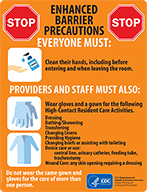 STOP
ENHANCED
BARRIER
PRECAUTIONS
STOP
EVERYONE MUST:
Clean their hands, including before
entering and when leaving the room.
PROVIDERS AND STAFF MUST ALSO:
Wear gloves and a gown for the following
High-Contact Resident Care Activities.
Dressing
Bathing/Showering
Transferring
Changing Linens
Providing Hygiene
Changing briefs or assisting with toileting
Device care or use:
central line, urinary catheter, feeding tube,
tracheostomy
Wound Care: any skin opening requiring a dressing
Do not wear the same gown and
gloves for the care of more than
one person.
CDC